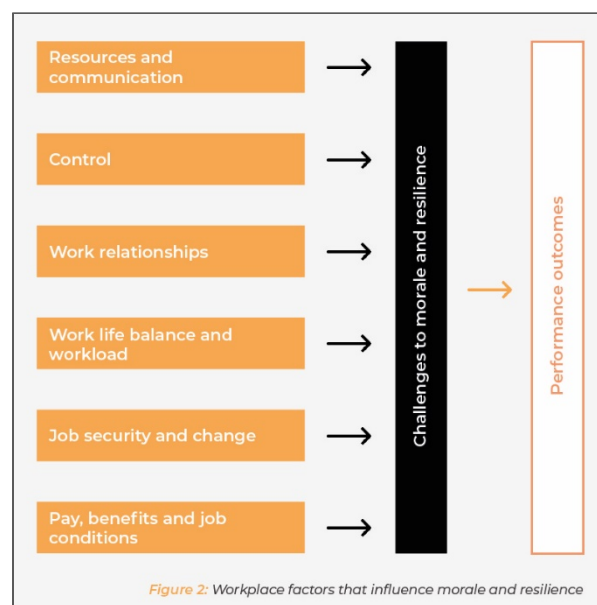 Resources and
communication
Control
Work relationships
Work life balance and
workload
Job security and change
Pay, benefits and job
conditions
Challenges to morale and resilience
Performance outcomes
Figure 2: Workplace factors that influence morale and resilience